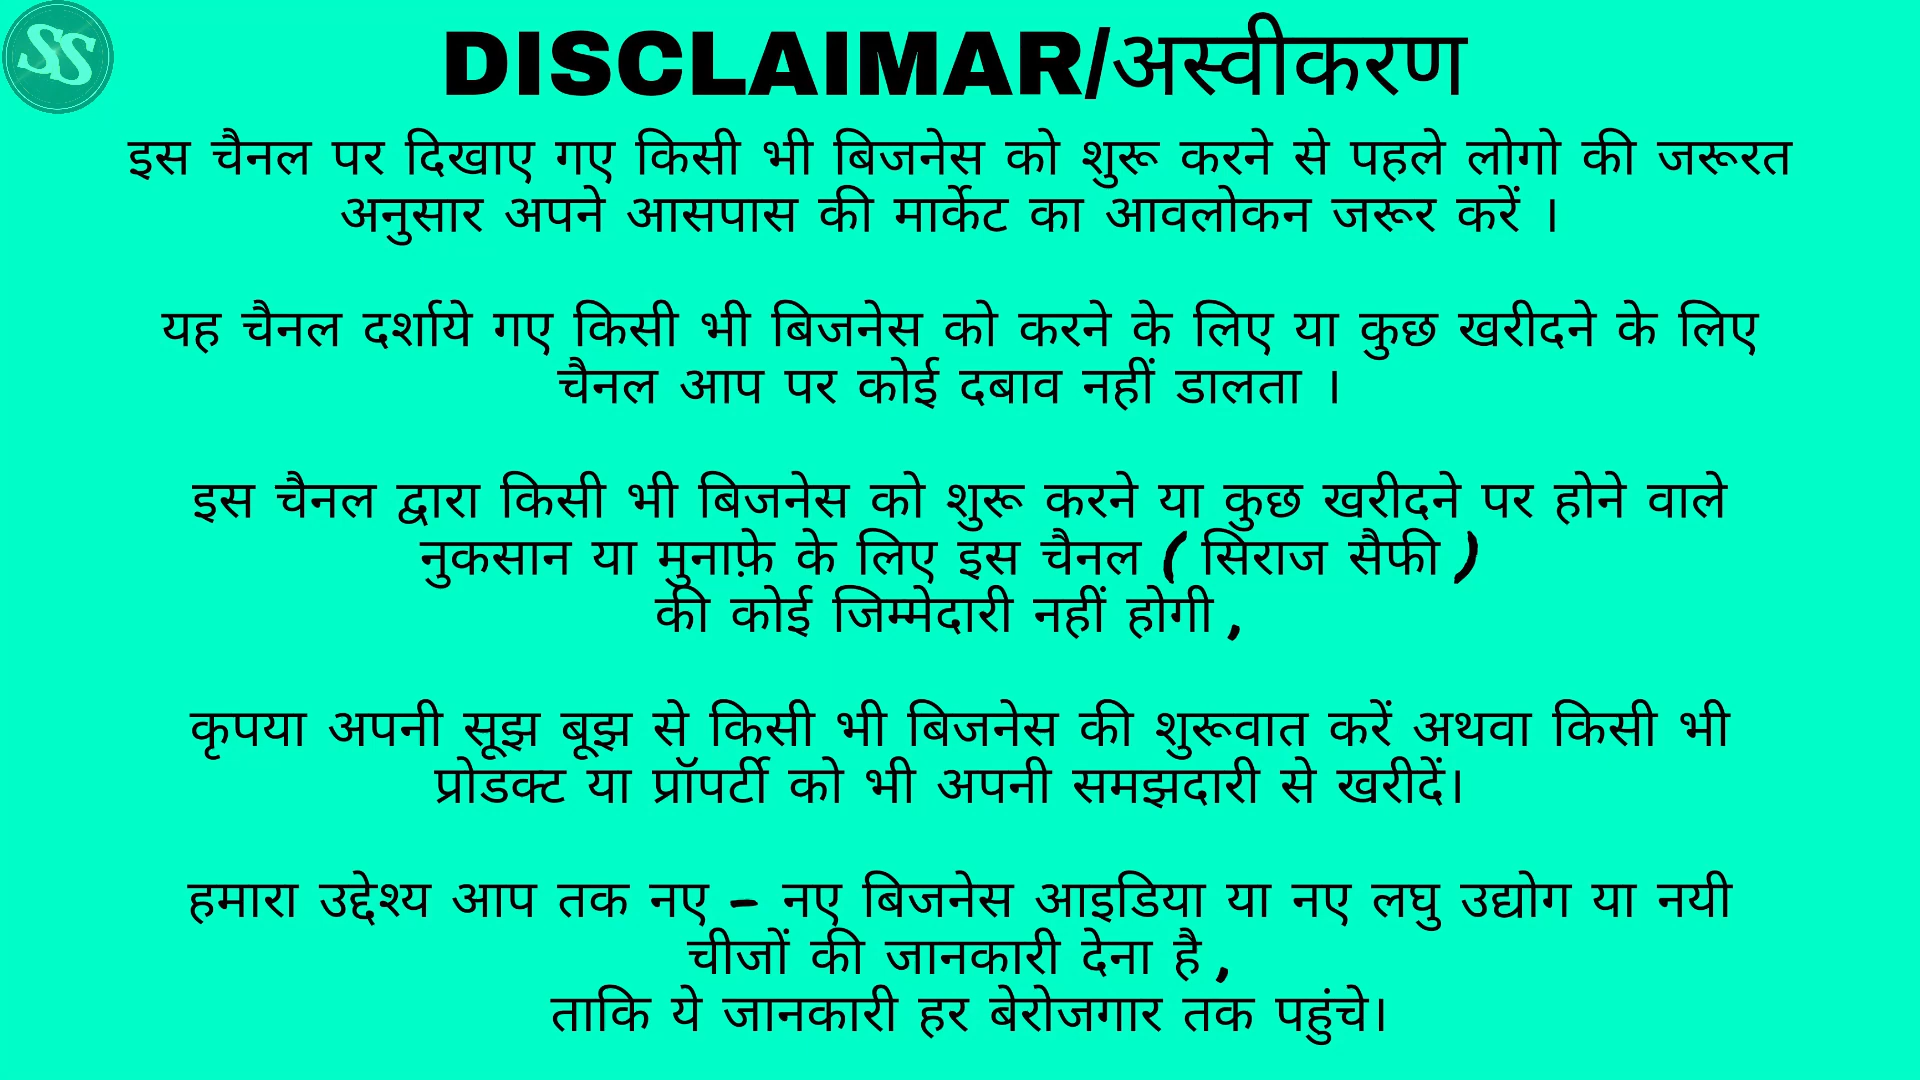 SS
DISCLAIMAR/अस्वीकरण
इस चैनल पर दिखाए गए किसी भी बिजनेस को शुरू करने से पहले लोगो की जरूरत
अनुसार अपने आसपास की मार्केट का आवलोकन जरूर करें ।
यह चैनल दर्शाये गए किसी भी बिजनेस को करने के लिए या कुछ खरीदने के लिए
चैनल आप पर कोई दबाव नहीं डालता ।
इस चैनल द्वारा किसी भी बिजनेस को शुरू करने या कुछ खरीदने पर होने वाले
नुकसान या मुनाफ़े के लिए इस चैनल ( सिराज सैफी )
की कोई जिम्मेदारी नहीं होगी ,
कृपया अपनी सूझ बूझ से किसी भी बिजनेस की शुरूवात करें अथवा किसी भी
प्रोडक्ट या प्रॉपर्टी को भी अपनी समझदारी से खरीदें।
हमारा उद्देश्य आप तक नए – नए बिजनेस आइडिया या नए लघु उद्योग या नयी
चीजों की जानकारी देना है ,
ताकि ये जानकारी हर बेरोजगार तक पहुंचे।